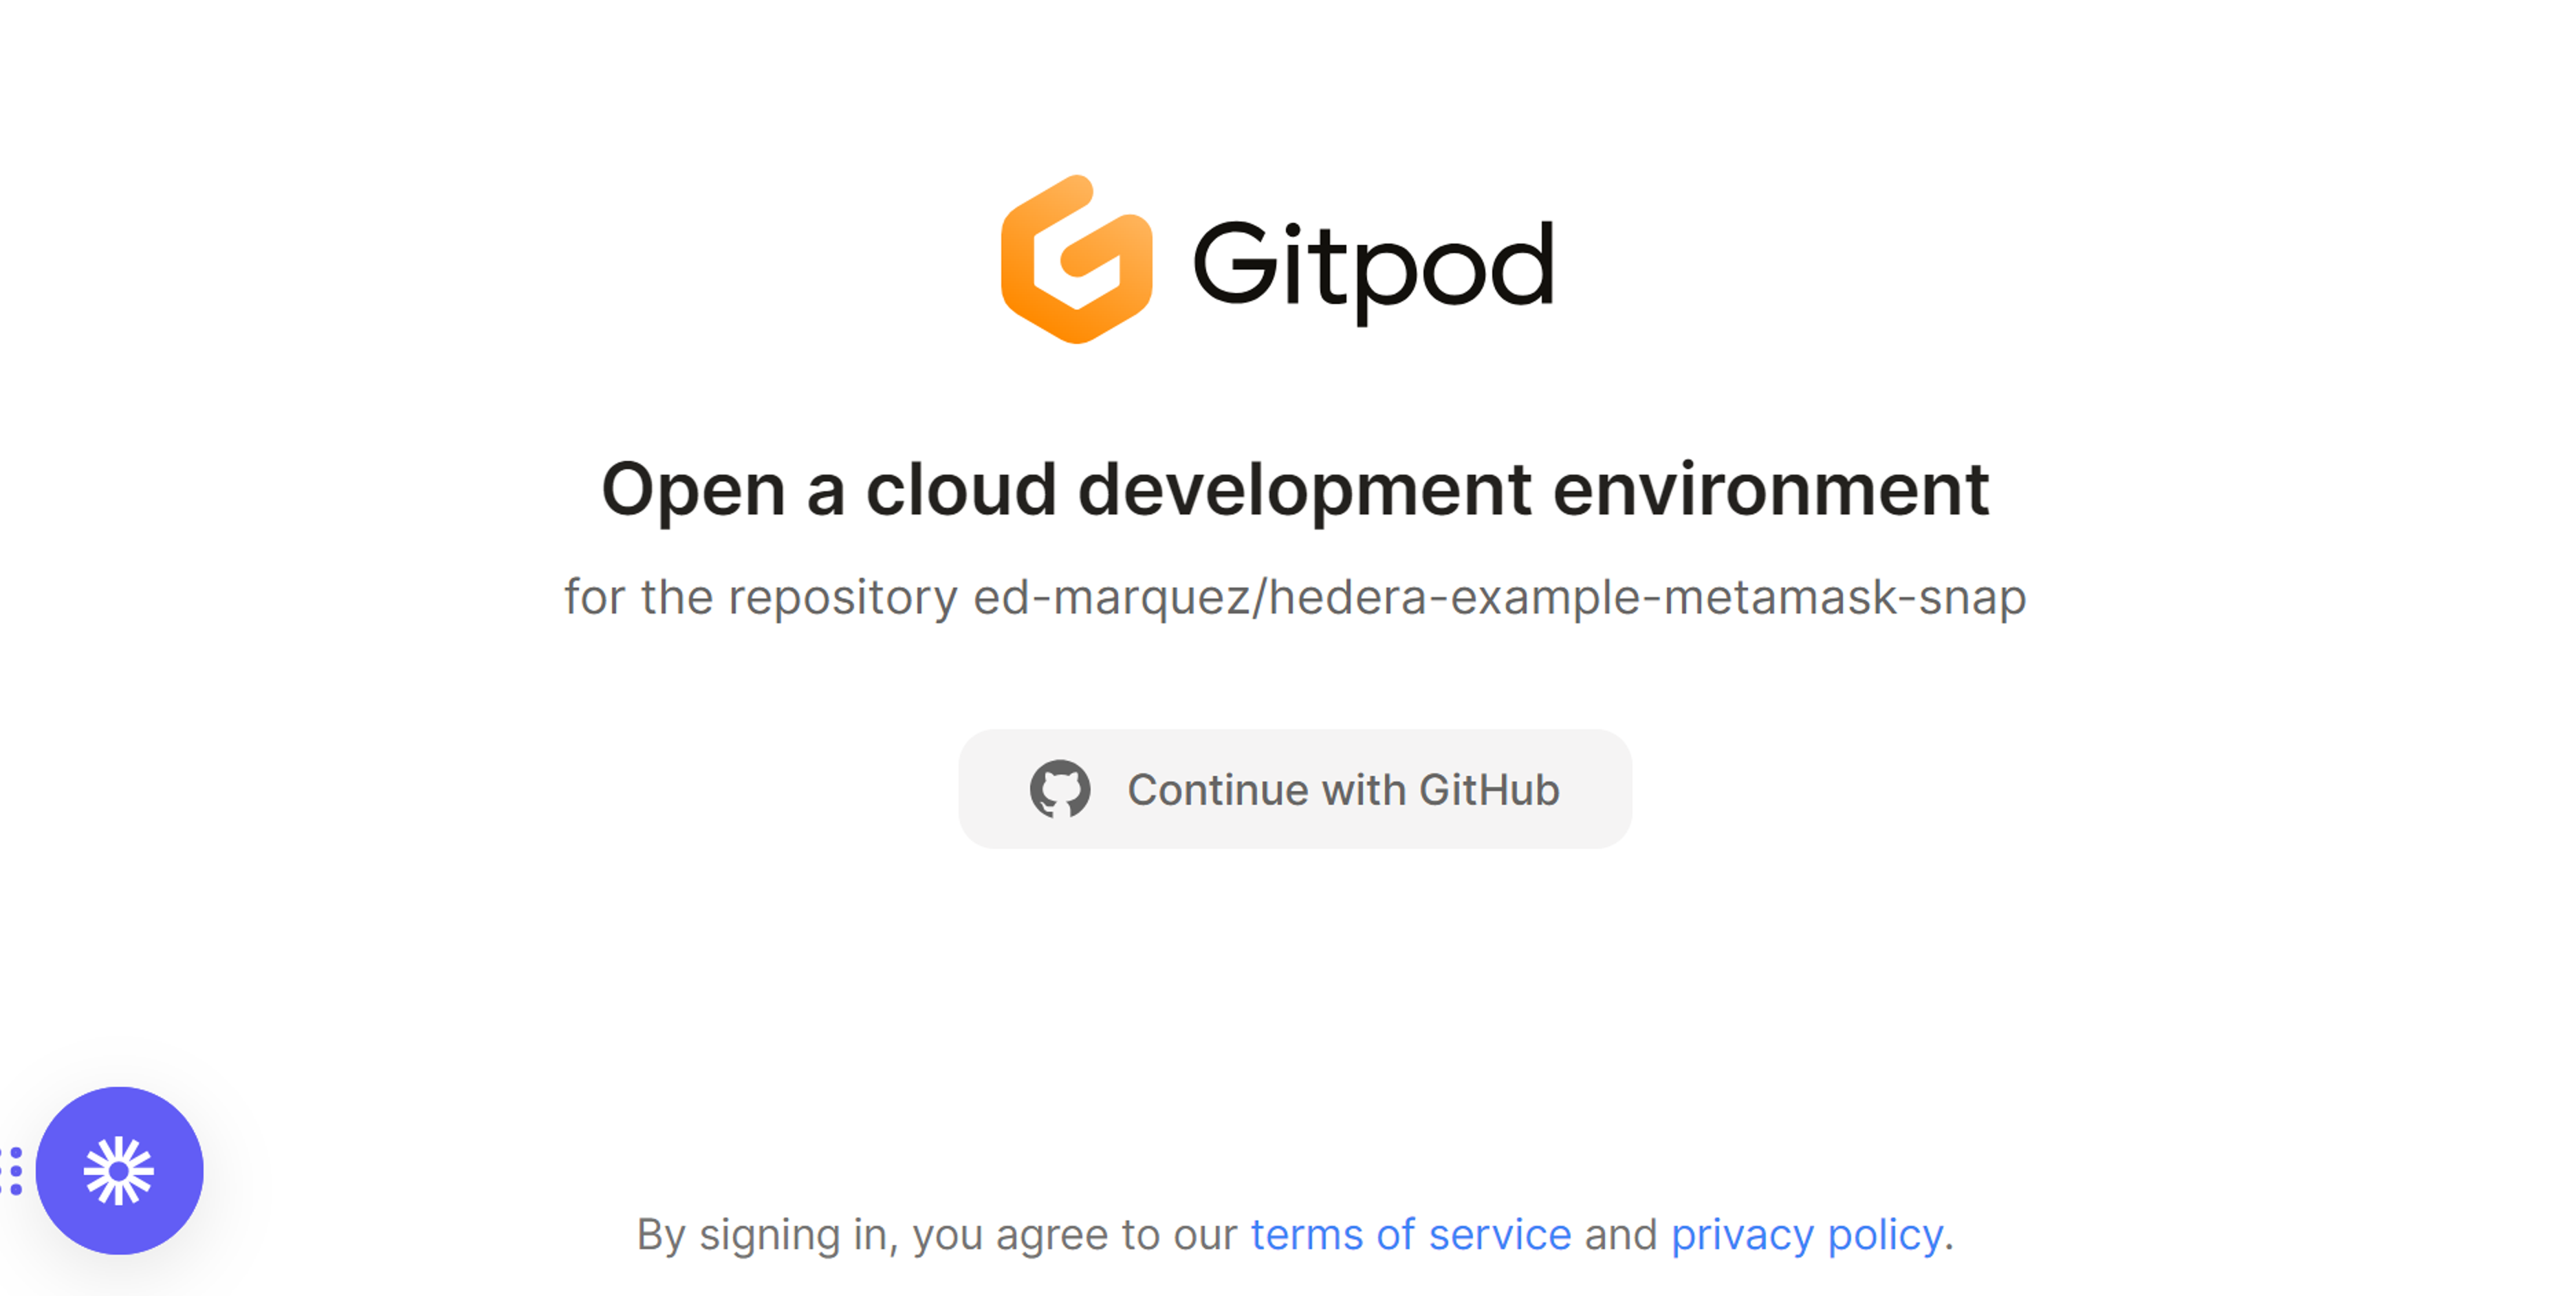 Gitpod
Open a cloud development environment
for the repository ed-marquez/hedera-example-metamask-snap
Continue with GitHub
By signing in, you agree to our terms of service and privacy policy.